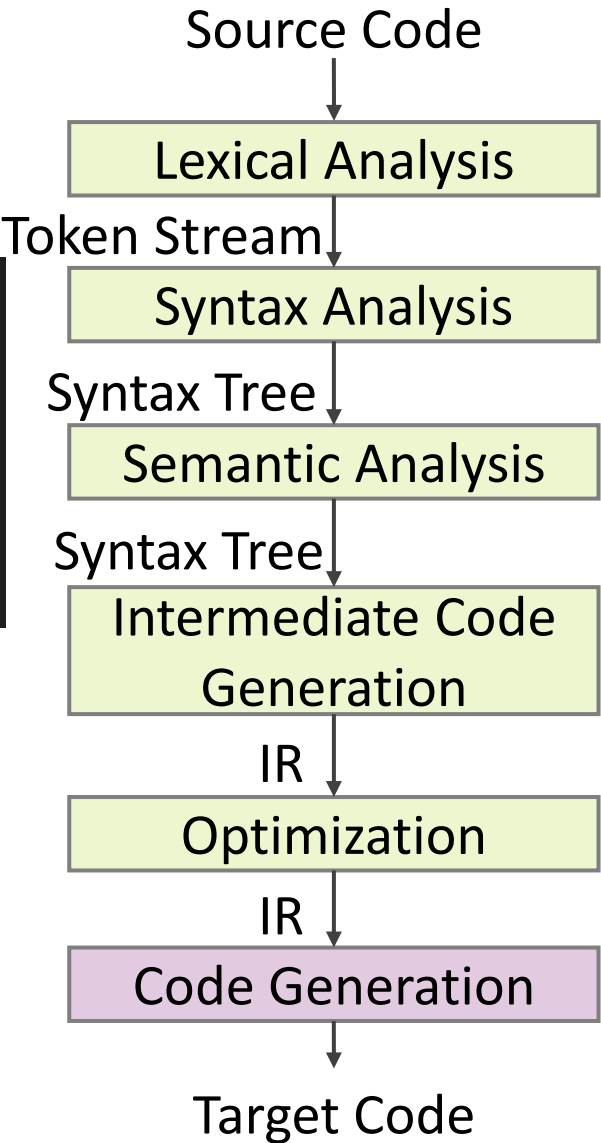 Source Code
Lexical Analysis
Token Stream
Syntax Analysis
Syntax Tree
Semantic Analysis
Syntax Tree
Intermediate Code
Generation
IR
Optimization
IR
Code Generation
Target Code